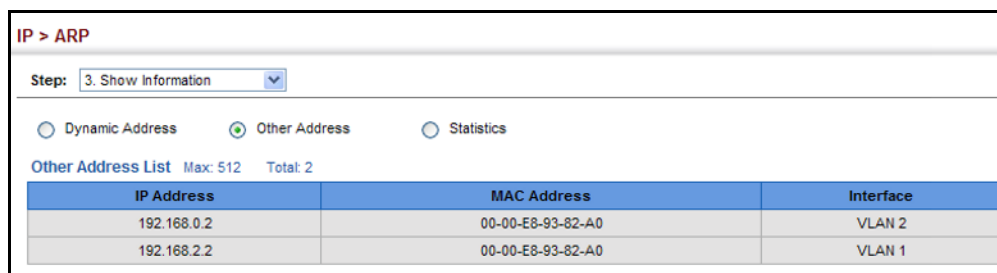 IP > ARP
Step: 3. Show Information
Dynamic Address Other Address Statistics
Other Address List Max: 512 Total: 2
IP Address MAC Address Interface
192.168.0.2 00-00-E8-93-82-A0 VLAN 2
192.168.2.2 00-00-E8-93-82-A0 VLAN 1